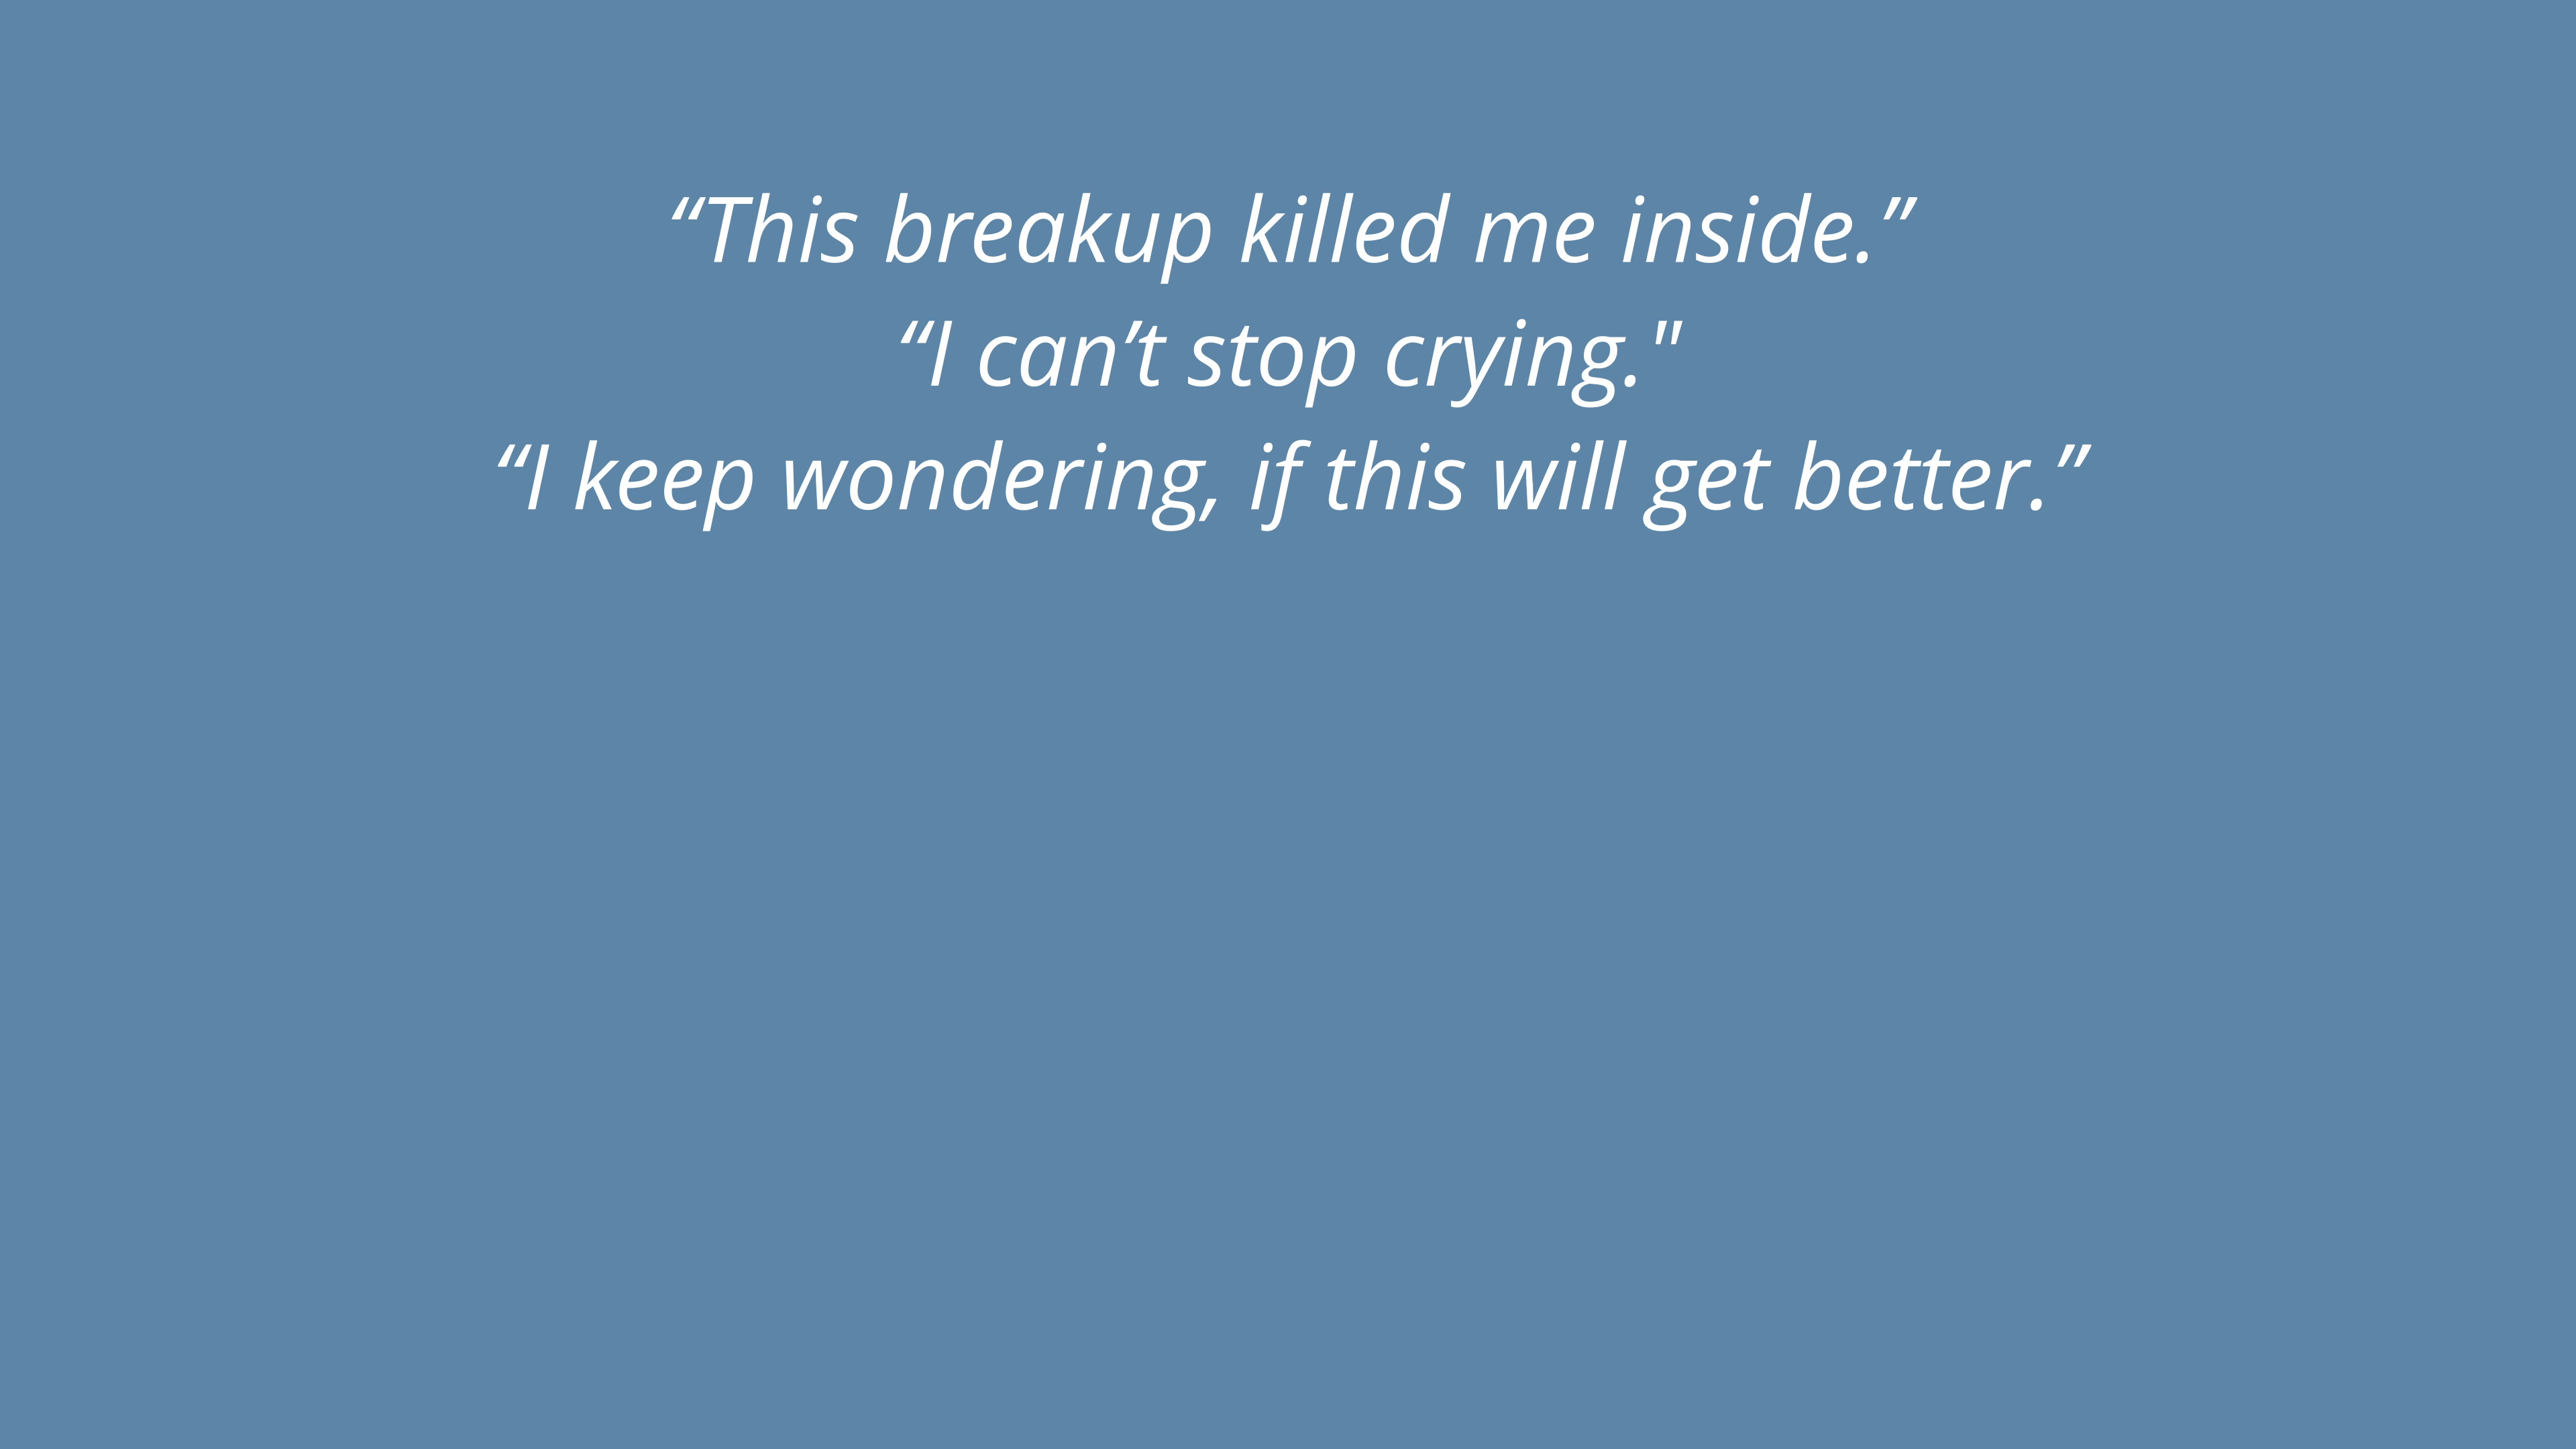 “This breakup killed me inside.”
“I can’t stop crying."
“I keep wondering, if this will get better.”